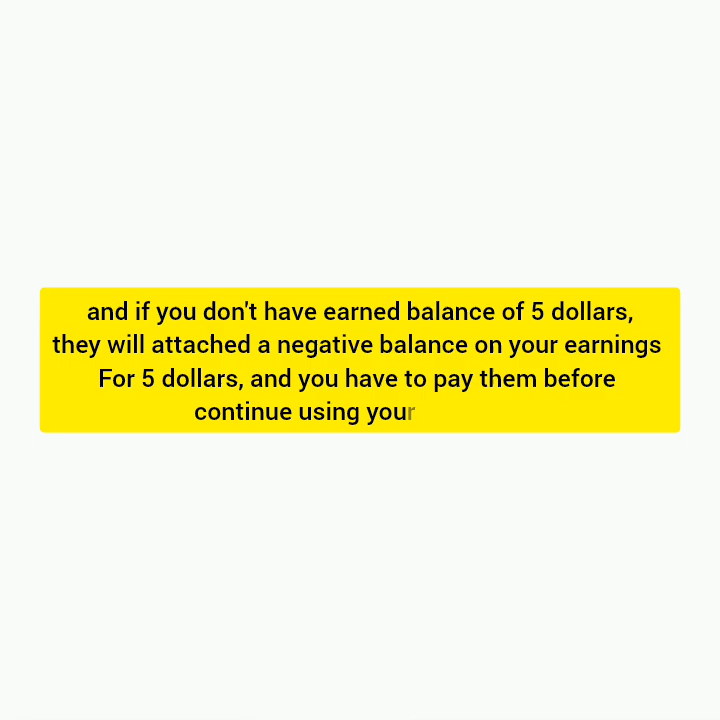 and if you don't have earned balance of 5 dollars,
they will attached a negative balance on your earnings
For 5 dollars, and you have to pay them before
continue using your